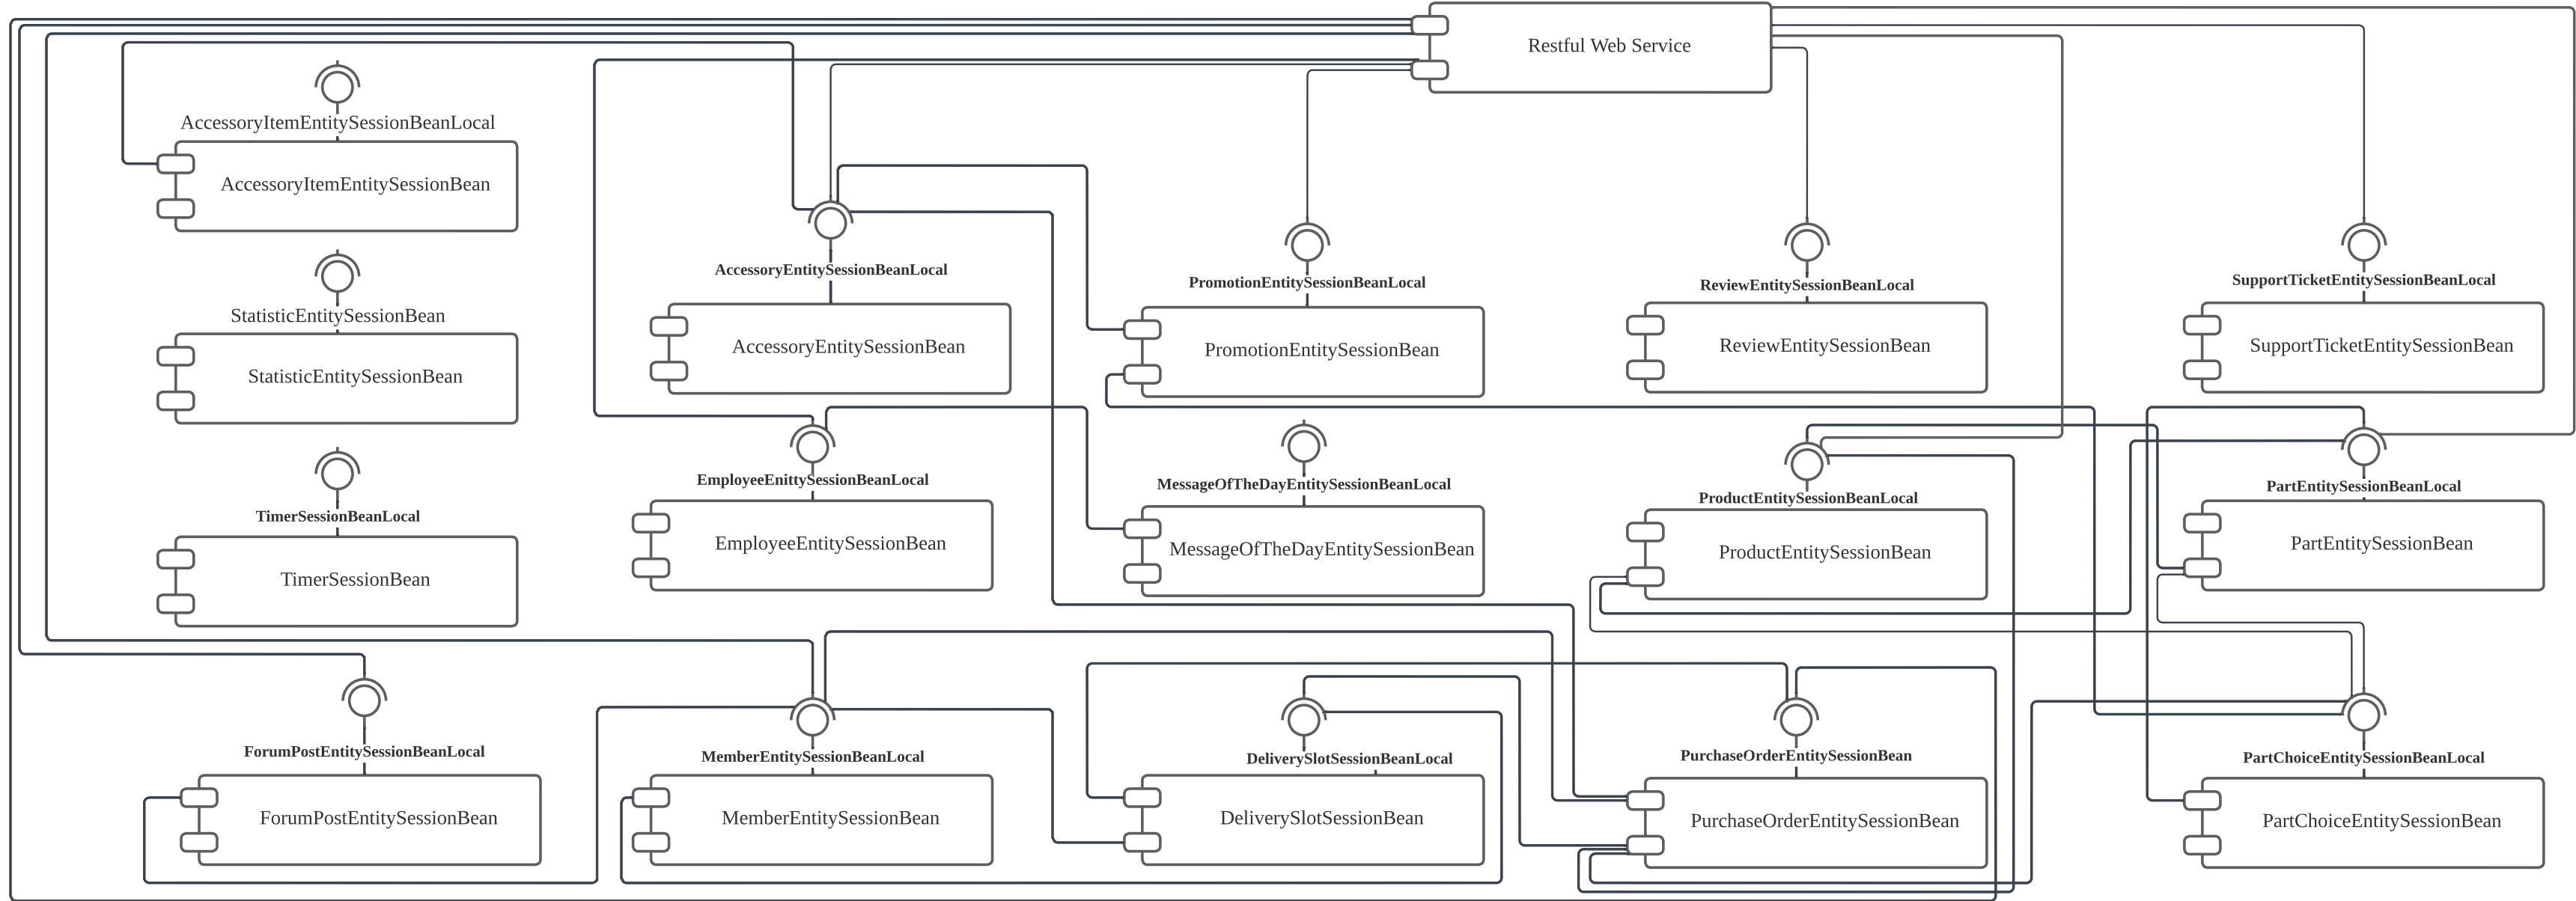 Restful Web Service
AccessoryItemEntitySessionBeanLocal
AccessoryItemEntitySessionBean
AccessoryEntitySessionBeanLocal
PromotionEntitySessionBeanLocal
ReviewEntitySessionBeanLocal
SupportTicketEntitySessionBeanLocal
StatisticEntitySessionBean
AccessoryEntitySessionBean
PromotionEntitySessionBean
ReviewEntitySessionBean
SupportTicketEntitySessionBean
StatisticEntitySessionBean
EmployeeEnittySessionBeanLocal
MessageOfTheDayEntitySessionBeanLocal
ProductEntitySessionBeanLocal
PartEntitySessionBeanLocal
TimerSessionBeanLocal
EmployeeEntitySessionBean
MessageOfTheDayEntitySessionBean
ProductEntitySessionBean
PartEntitySessionBean
TimerSessionBean
ForumPostEntitySessionBeanLocal
MemberEntitySessionBeanLocal
DeliverySlotSessionBeanLocal
PurchaseOrderEntitySessionBean
PartChoiceEntitySessionBeanLocal
ForumPostEntitySessionBean
MemberEntitySessionBean
DeliverySlotSessionBean
PurchaseOrderEntitySessionBean
PartChoiceEntitySessionBean